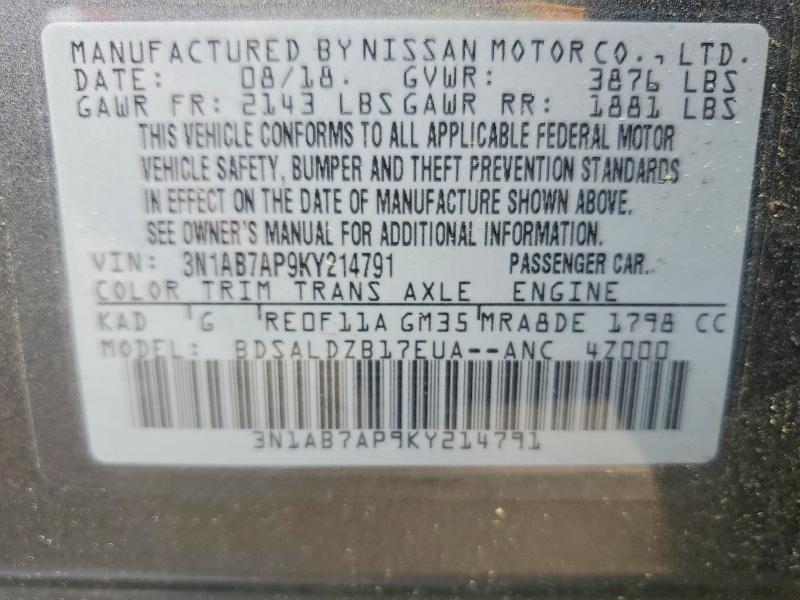 MANUFACTURED BY NISSAN MOTOR CO., LTD.
DATE: 08/18. GVWR: 3876 LBS
GAWR FR: 2143 LBS GAWR RR: 1881 LBS
THIS VEHICLE CONFORMS TO ALL APPLICABLE FEDERAL MOTOR
VEHICLE SAFETY, BUMPER AND THEFT PREVENTION STANDARDS
IN EFFECT ON THE DATE OF MANUFACTURE SHOWN ABOVE.
SEE OWNER'S MANUAL FOR ADDITIONAL INFORMATION.
VIN: 3N1AB7AP9KY214791 PASSENGER CAR.
COLOR TRIM TRANS AXLE ENGINE
KAD G RE0F11A GM35 MRA8DE 1798 CC
MODEL: BDSALDZB17EUA--ANC 4Z000
3N1AB7AP9KY214791